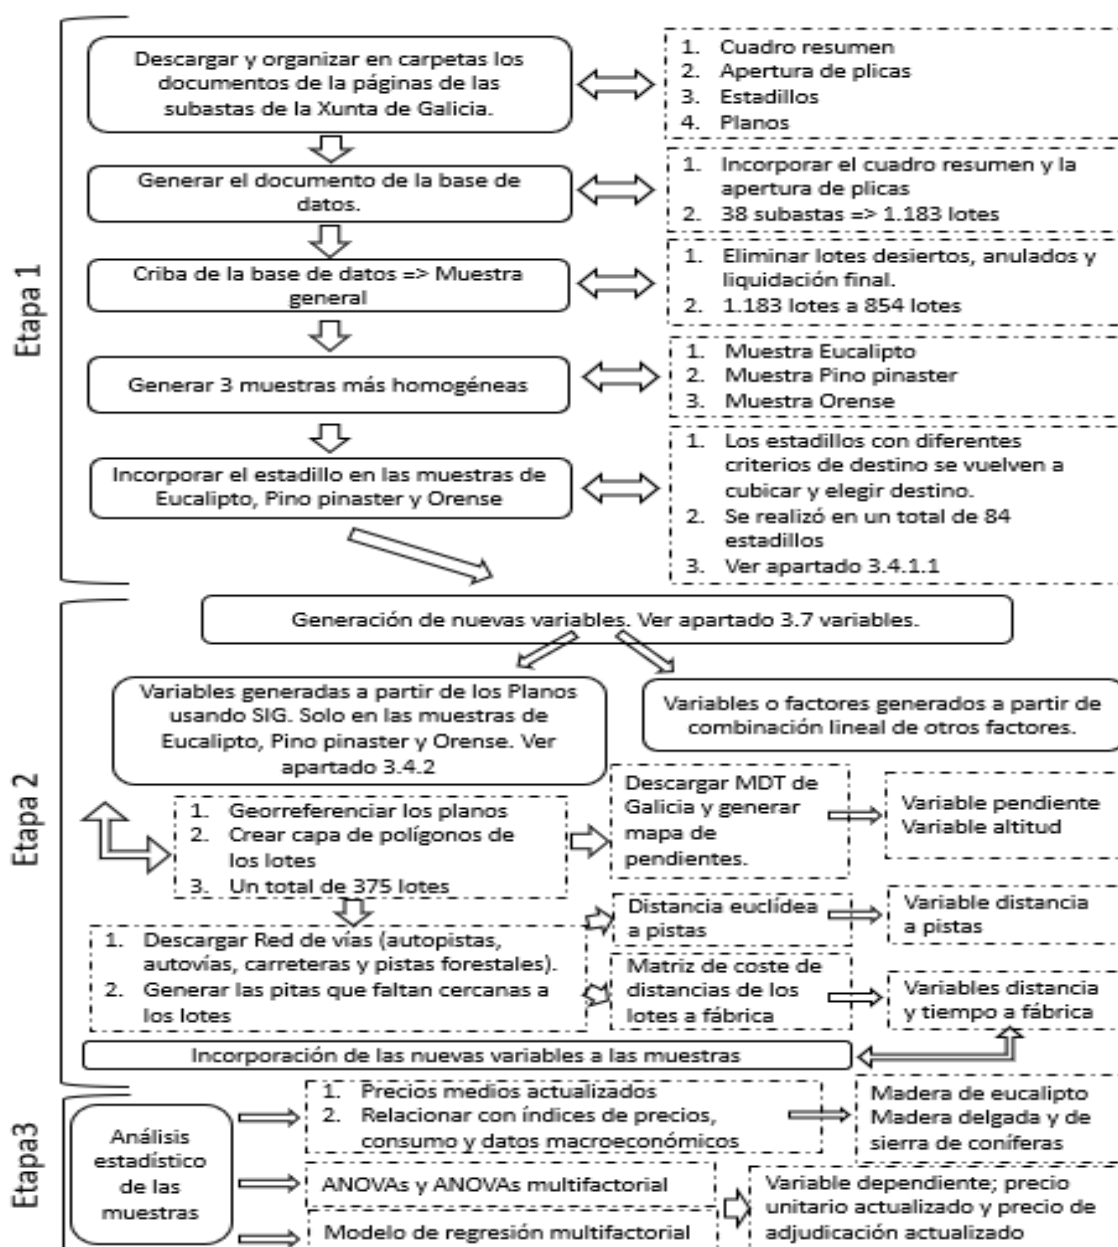 Etapa 1
Descargar y organizar en carpetas los
documentos de la páginas de las
subastas de la Xunta de Galicia.
1. Cuadro resumen
2. Apertura de plicas
3. Estadillos
4. Planos
Generar el documento de la base de
datos.
1. Incorporar el cuadro resumen y la
apertura de plicas
2. 38 subastas => 1.183 lotes
Criba de la base de datos => Muestra
general
1. Eliminar lotes desiertos, anulados y
liquidación final.
2. 1.183 lotes a 854 lotes
Generar 3 muestras más homogéneas
1. Muestra Eucalipto
2. Muestra Pino pinaster
3. Muestra Orense
Incorporar el estadillo en las muestras de
Eucalipto, Pino pinaster y Orense
1. Los estadillos con diferentes
criterios de destino se vuelven a
cubicar y elegir destino.
2. Se realizó en un total de 84
estadillos
3. Ver apartado 3.4.1.1
Etapa 2
Generación de nuevas variables. Ver apartado 3.7 variables.
Variables generadas a partir de los Planos
usando SIG. Solo en las muestras de
Eucalipto, Pino pinaster y Orense. Ver
apartado 3.4.2
Variables o factores generados a partir de
combinación lineal de otros factores.
1. Georreferenciar los planos
2. Crear capa de polígonos de
los lotes
3. Un total de 375 lotes
Descargar MDT de
Galicia y generar
mapa de
pendientes.
Variable pendiente
Variable altitud
1. Descargar Red de vías (autopistas,
autovías, carreteras y pistas forestales).
2. Generar las pitas que faltan cercanas a
los lotes
Distancia euclídea
a pistas
Variable distancia
a pistas
Matriz de coste de
distancias de los
lotes a fábrica
Variables distancia
y tiempo a fábrica
Incorporación de las nuevas variables a las muestras
Etapa3
Análisis
estadístico
de las
muestras
1. Precios medios actualizados
2. Relacionar con índices de precios,
consumo y datos macroeconómicos
Madera de eucalipto
Madera delgada y de
sierra de coníferas
ANOVAs y ANOVAs multifactorial
Modelo de regresión multifactorial
Variable dependiente; precio
unitario actualizado y precio de
adjudicación actualizado